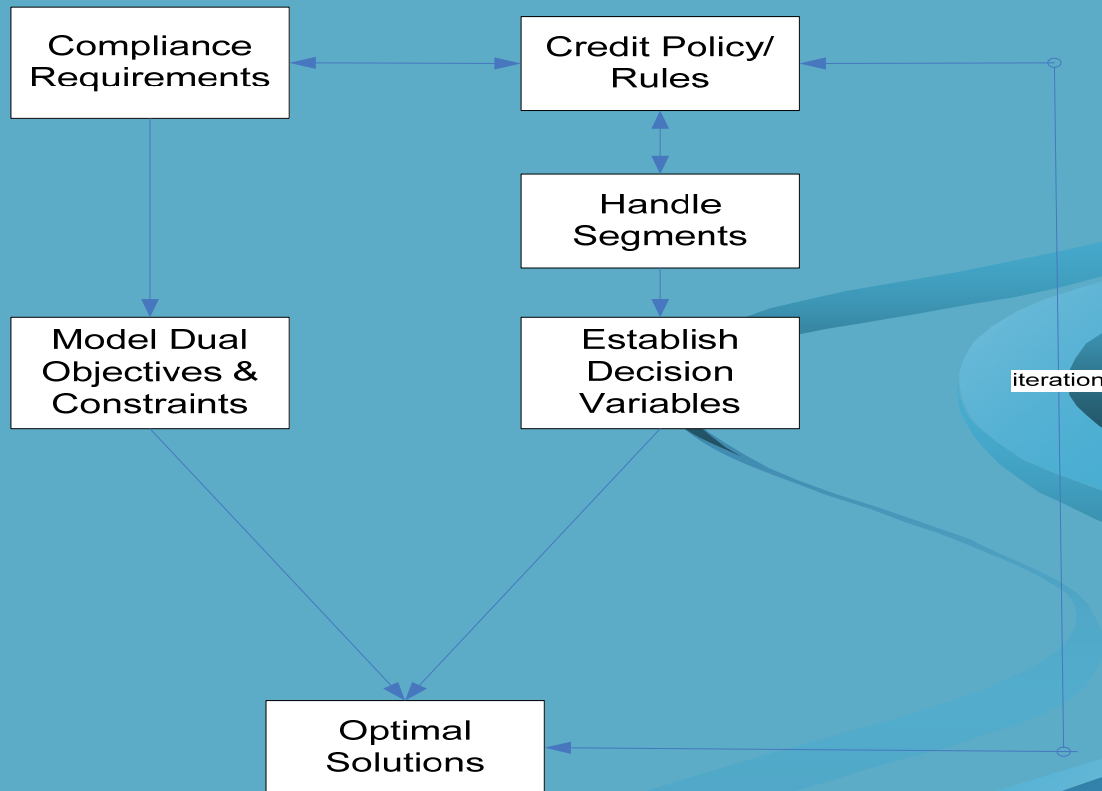 Compliance
Requirements
Credit Policy/
Rules
Handle
Segments
Model Dual
Objectives &
Constraints
Establish
Decision
Variables
iteration
Optimal
Solutions